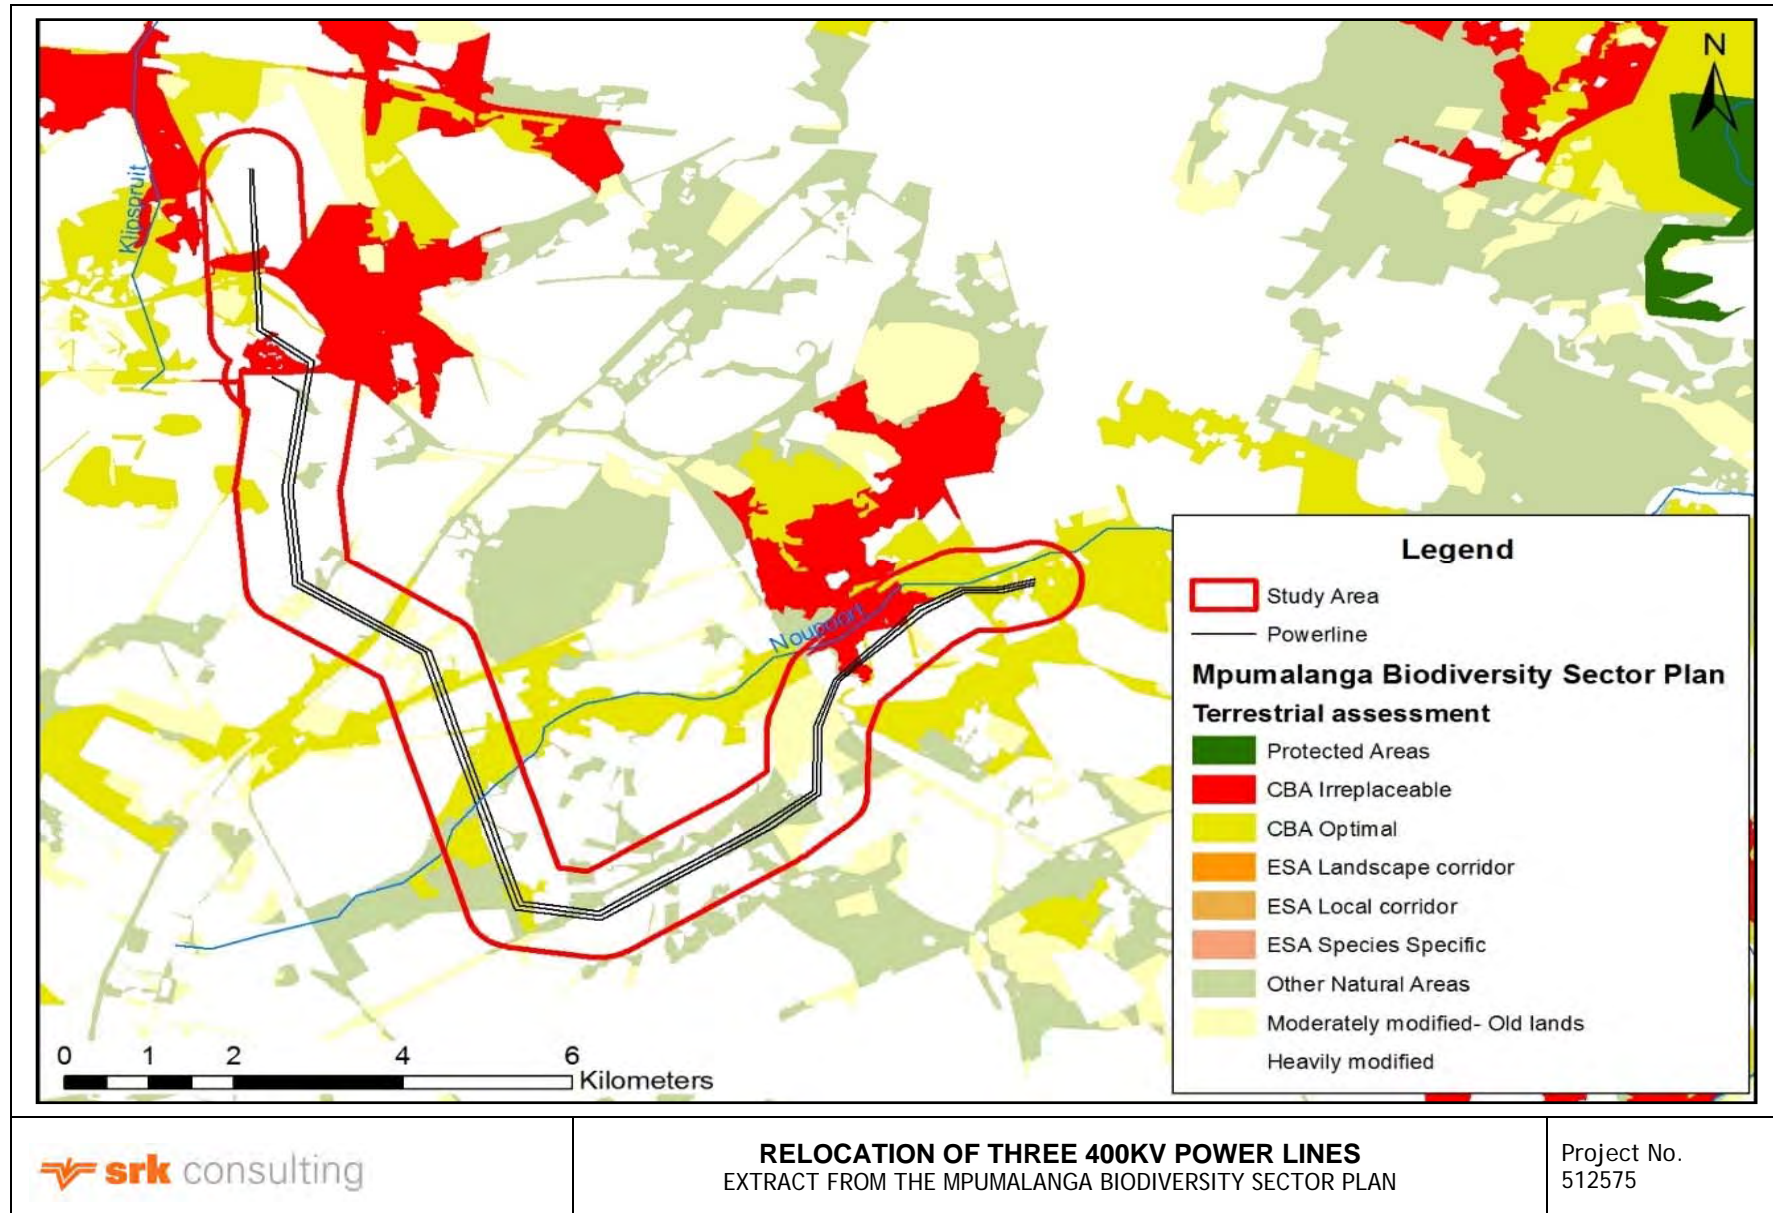 N
Klipspruit
Noupoort
Legend
Study Area
Powerline
Mpumalanga Biodiversity Sector Plan
Terrestrial assessment
Protected Areas
CBA Irreplaceable
CBA Optimal
ESA Landscape corridor
ESA Local corridor
ESA Species Specific
Other Natural Areas
Moderately modified- Old lands
Heavily modified
0 1 2 4 6
Kilometers
srk consulting
RELOCATION OF THREE 400KV POWER LINES
EXTRACT FROM THE MPUMALANGA BIODIVERSITY SECTOR PLAN
Project No.
512575